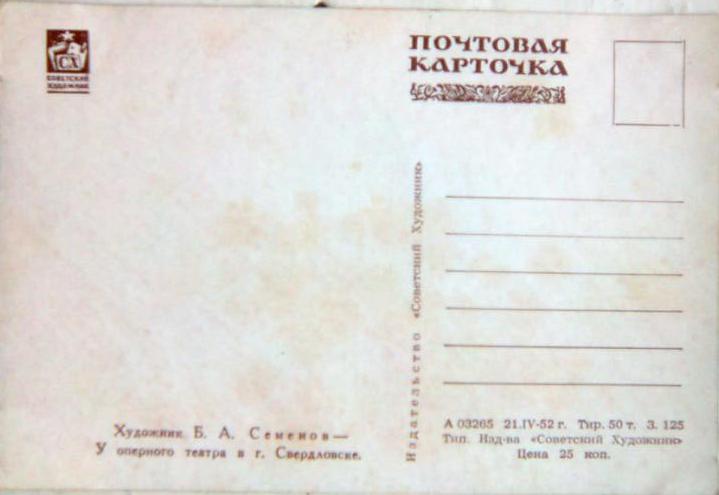 СХ
СОВЕТСКИЙ
ХУДОЖНИК
ПОЧТОВАЯ
КАРТОЧКА
Издательство «Советский Художник»
Художник Б. А. Семенов—
У оперного театра в г. Свердловске.
А 03265 21.IV-52 г. Тир. 50 т. З. 125
Тип. Изд-ва «Советский Художник»
Цена 25 коп.